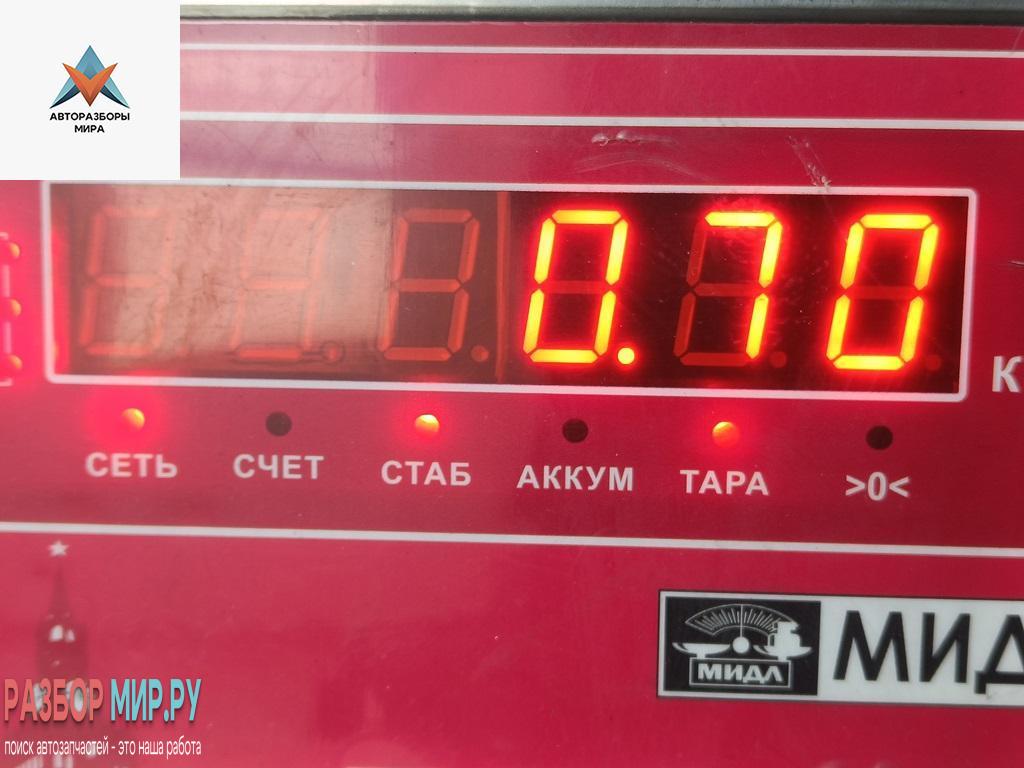 АВТОРАЗБОРЫ
МИРА
0.70
К
СЕТЬ СЧЕТ СТАБ АККУМ ТАРА >0<
МИДЛ МИД
РАЗБОР МИР.РУ
поиск автозапчастей - это наша работа